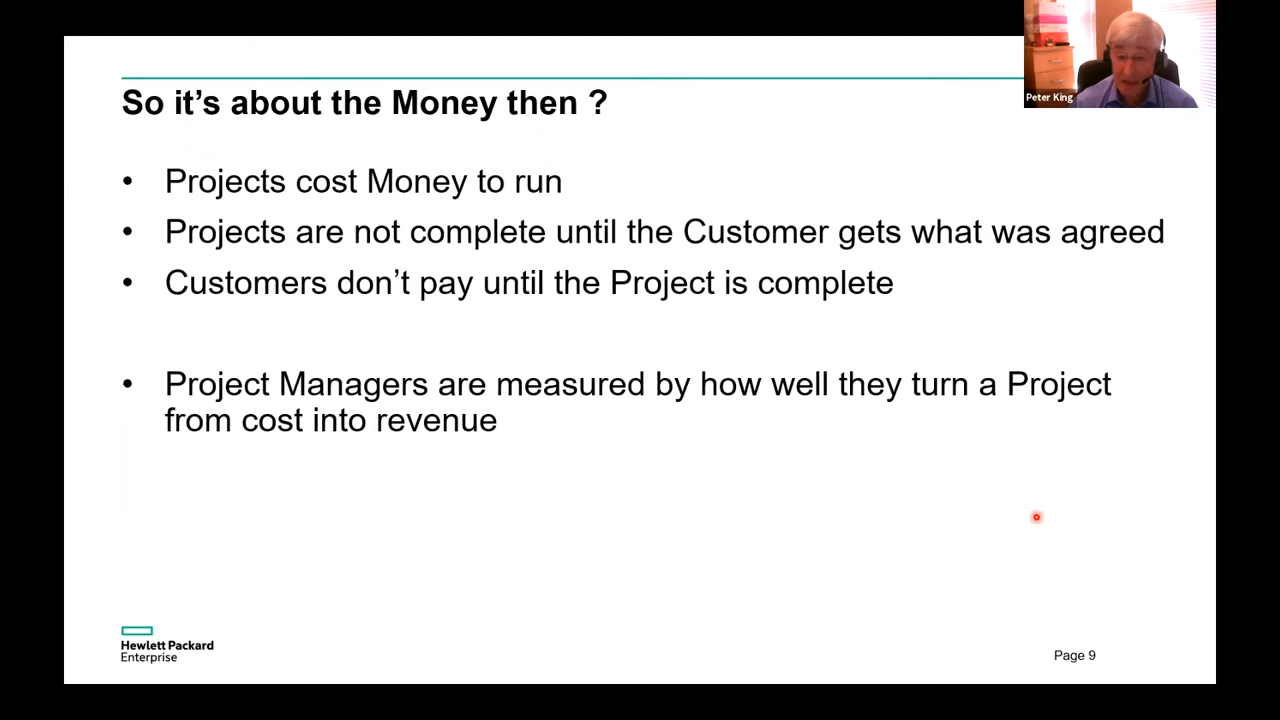 So it’s about the Money then ?
Peter King
• Projects cost Money to run
• Projects are not complete until the Customer gets what was agreed
• Customers don’t pay until the Project is complete
• Project Managers are measured by how well they turn a Project
from cost into revenue
Hewlett Packard
Enterprise
Page 9